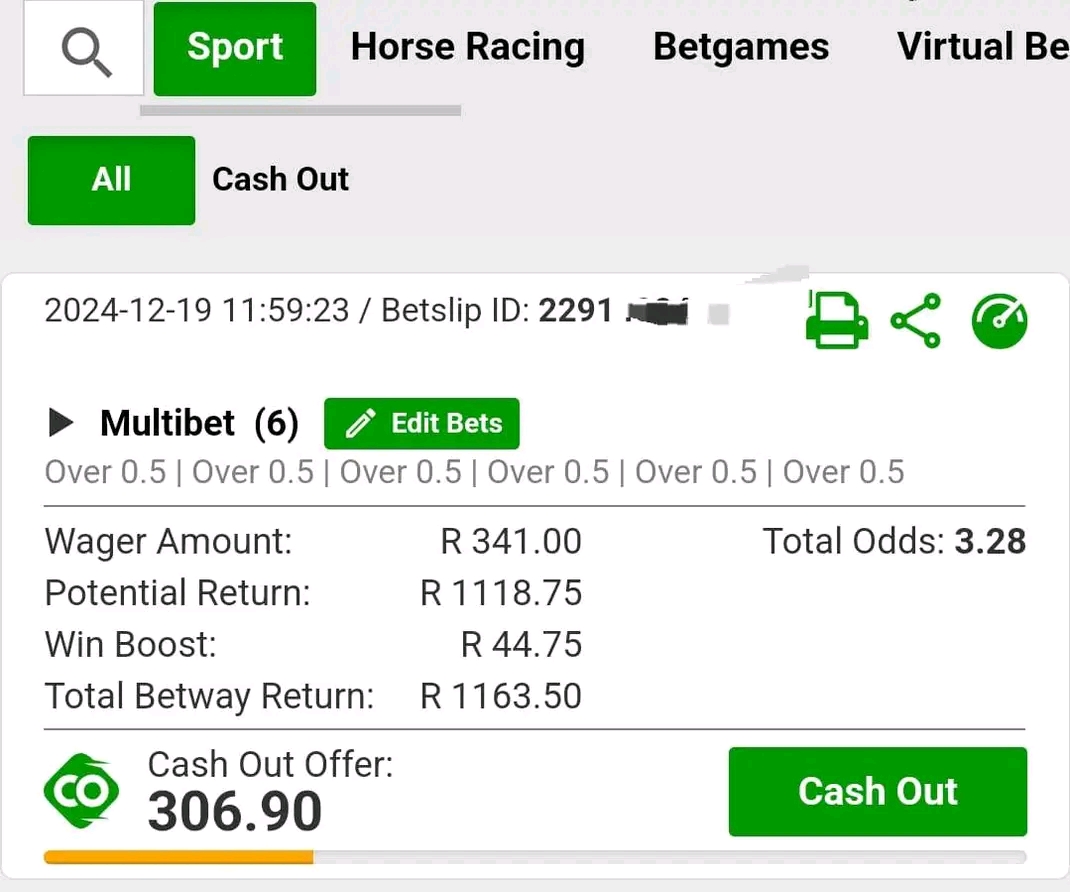 Sport Horse Racing Betgames Virtual Be
All Cash Out
2024-12-19 11:59:23 / Betslip ID: 2291
Multibet (6) Edit Bets
Over 0.5 | Over 0.5 | Over 0.5 | Over 0.5 | Over 0.5 | Over 0.5
Wager Amount: R 341.00 Total Odds: 3.28
Potential Return: R 1118.75
Win Boost: R 44.75
Total Betway Return: R 1163.50
CO Cash Out Offer:
306.90 Cash Out